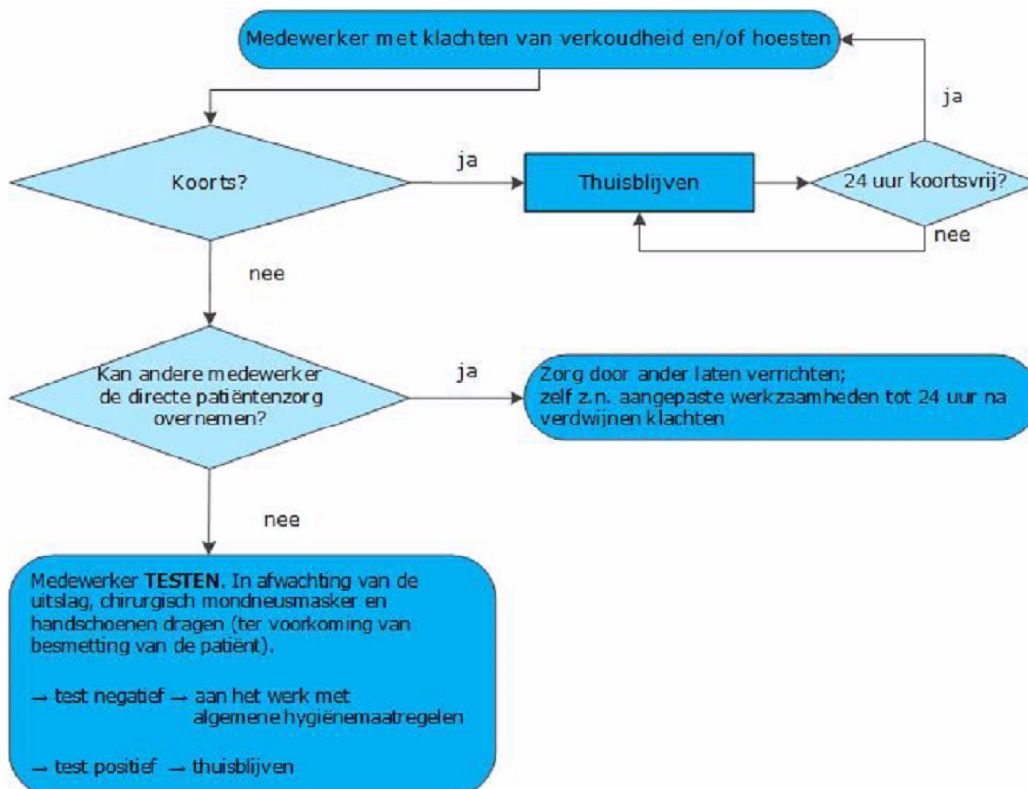 Medewerker met klachten van verkoudheid en/of hoesten
ja
Koorts?
ja
Thuisblijven
24 uur koortsvrij?
nee
nee
Kan andere medewerker
de directe patiëntenzorg
overnemen?
ja
Zorg door ander laten verrichten;
zelf z.n. aangepaste werkzaamheden tot 24 uur na
verdwijnen klachten
nee
Medewerker TESTEN. In afwachting van de
uitslag, chirurgisch mondneusmasker en
handschoenen dragen (ter voorkoming van
besmetting van de patiënt).
→ test negatief → aan het werk met
algemene hygiënemaatregelen
→ test positief → thuisblijven